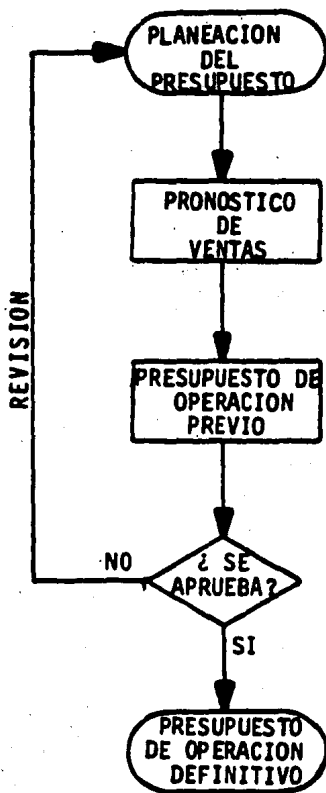 PLANEACION
DEL
PRESUPUESTO
PRONOSTICO
DE
VENTAS
REVISION
PRESUPUESTO DE
OPERACION
PREVIO
¿ SE
APRUEBA?
NO
SI
PRESUPUESTO
DE OPERACION
DEFINITIVO